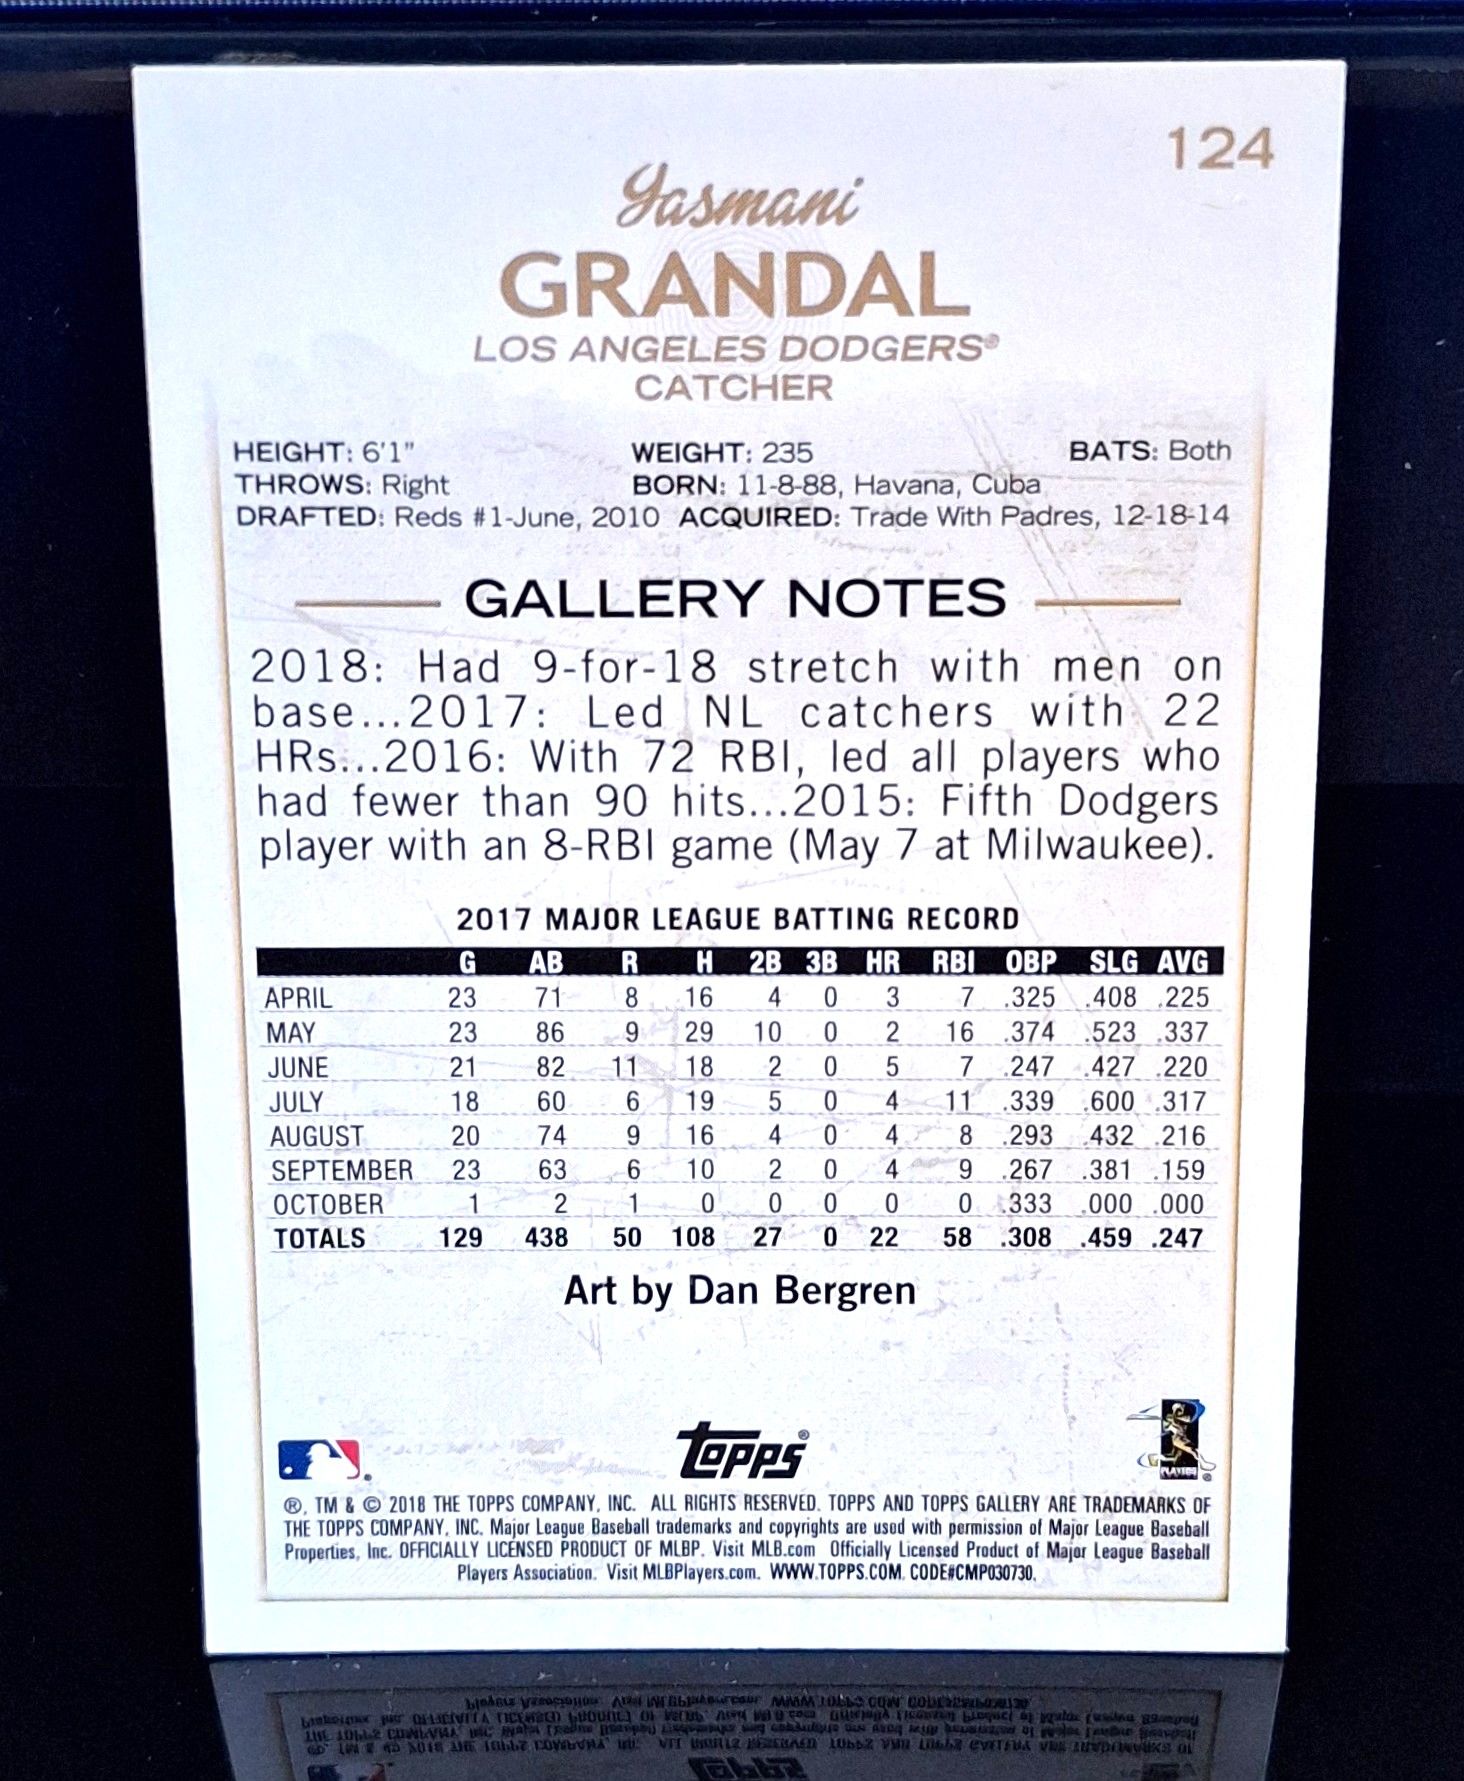 124
Yasmani
GRANDAL
LOS ANGELES DODGERS®
CATCHER
HEIGHT: 6'1" WEIGHT: 235 BATS: Both
THROWS: Right BORN: 11-8-88, Havana, Cuba
DRAFTED: Reds #1-June, 2010 ACQUIRED: Trade With Padres, 12-18-14
GALLERY NOTES
2018: Had 9-for-18 stretch with men on
base...2017: Led NL catchers with 22
HRs...2016: With 72 RBI, led all players who
had fewer than 90 hits...2015: Fifth Dodgers
player with an 8-RBI game (May 7 at Milwaukee).
2017 MAJOR LEAGUE BATTING RECORD
G AB R H 2B 3B HR RBI OBP SLG AVG
APRIL 23 71 8 16 4 0 3 7 .325 .408 .225
MAY 23 86 9 29 10 0 2 16 .374 .523 .337
JUNE 21 82 11 18 2 0 5 7 .247 .427 .220
JULY 18 60 6 19 5 0 4 11 .339 .600 .317
AUGUST 20 74 9 16 4 0 4 8 .293 .432 .216
SEPTEMBER 23 63 6 10 2 0 4 9 .267 .381 .159
OCTOBER 1 2 1 0 0 0 0 0 .333 .000 .000
TOTALS 129 438 50 108 27 0 22 58 .308 .459 .247
Art by Dan Bergren
Topps®
PLAYERS
®, TM & © 2018 THE TOPPS COMPANY, INC. ALL RIGHTS RESERVED. TOPPS AND TOPPS GALLERY ARE TRADEMARKS OF
THE TOPPS COMPANY, INC. Major League Baseball trademarks and copyrights are used with permission of Major League Baseball
Properties, Inc. OFFICIALLY LICENSED PRODUCT OF MLBP. Visit MLB.com Officially Licensed Product of Major League Baseball
Players Association. Visit MLBPlayers.com. WWW.TOPPS.COM. CODE#CMP030730.